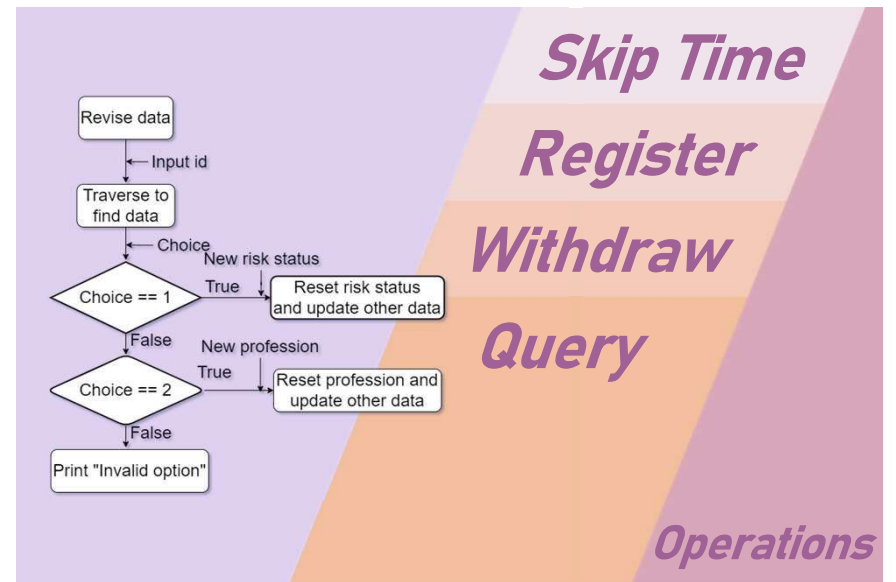 Revise data
Input id
Traverse to
find data
Choice
New risk status
Choice == 1
True
Reset risk status
and update other data
False
New profession
Choice == 2
True
Reset profession and
update other data
False
Print "Invalid option"
Skip Time
Register
Withdraw
Query
Operations